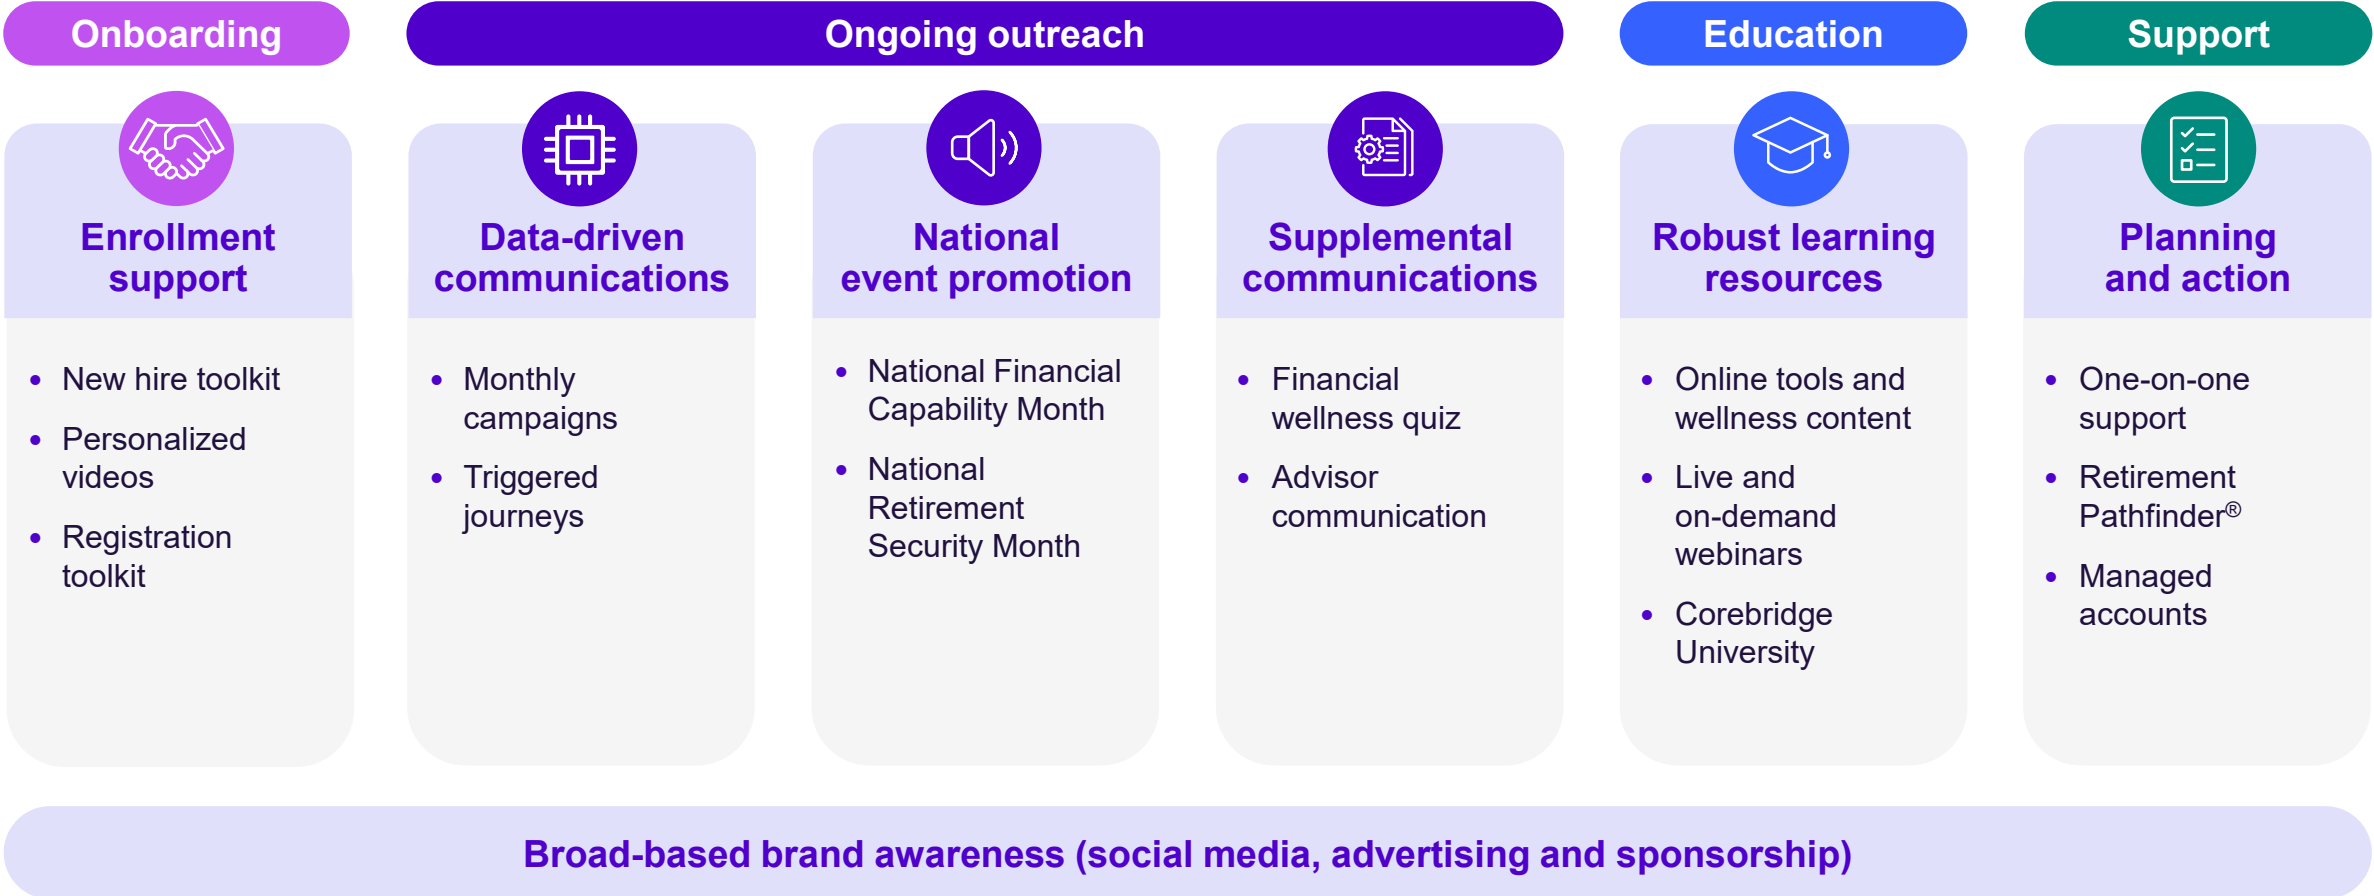 Onboarding
Ongoing outreach
Education
Support
Enrollment
support
• New hire toolkit
• Personalized
videos
• Registration
toolkit
Data-driven
communications
• Monthly
campaigns
• Triggered
journeys
National
event promotion
• National Financial
Capability Month
• National
Retirement
Security Month
Supplemental
communications
• Financial
wellness quiz
• Advisor
communication
Robust learning
resources
• Online tools and
wellness content
• Live and
on-demand
webinars
• Corebridge
University
Planning
and action
• One-on-one
support
• Retirement
Pathfinder®
• Managed
accounts
Broad-based brand awareness (social media, advertising and sponsorship)